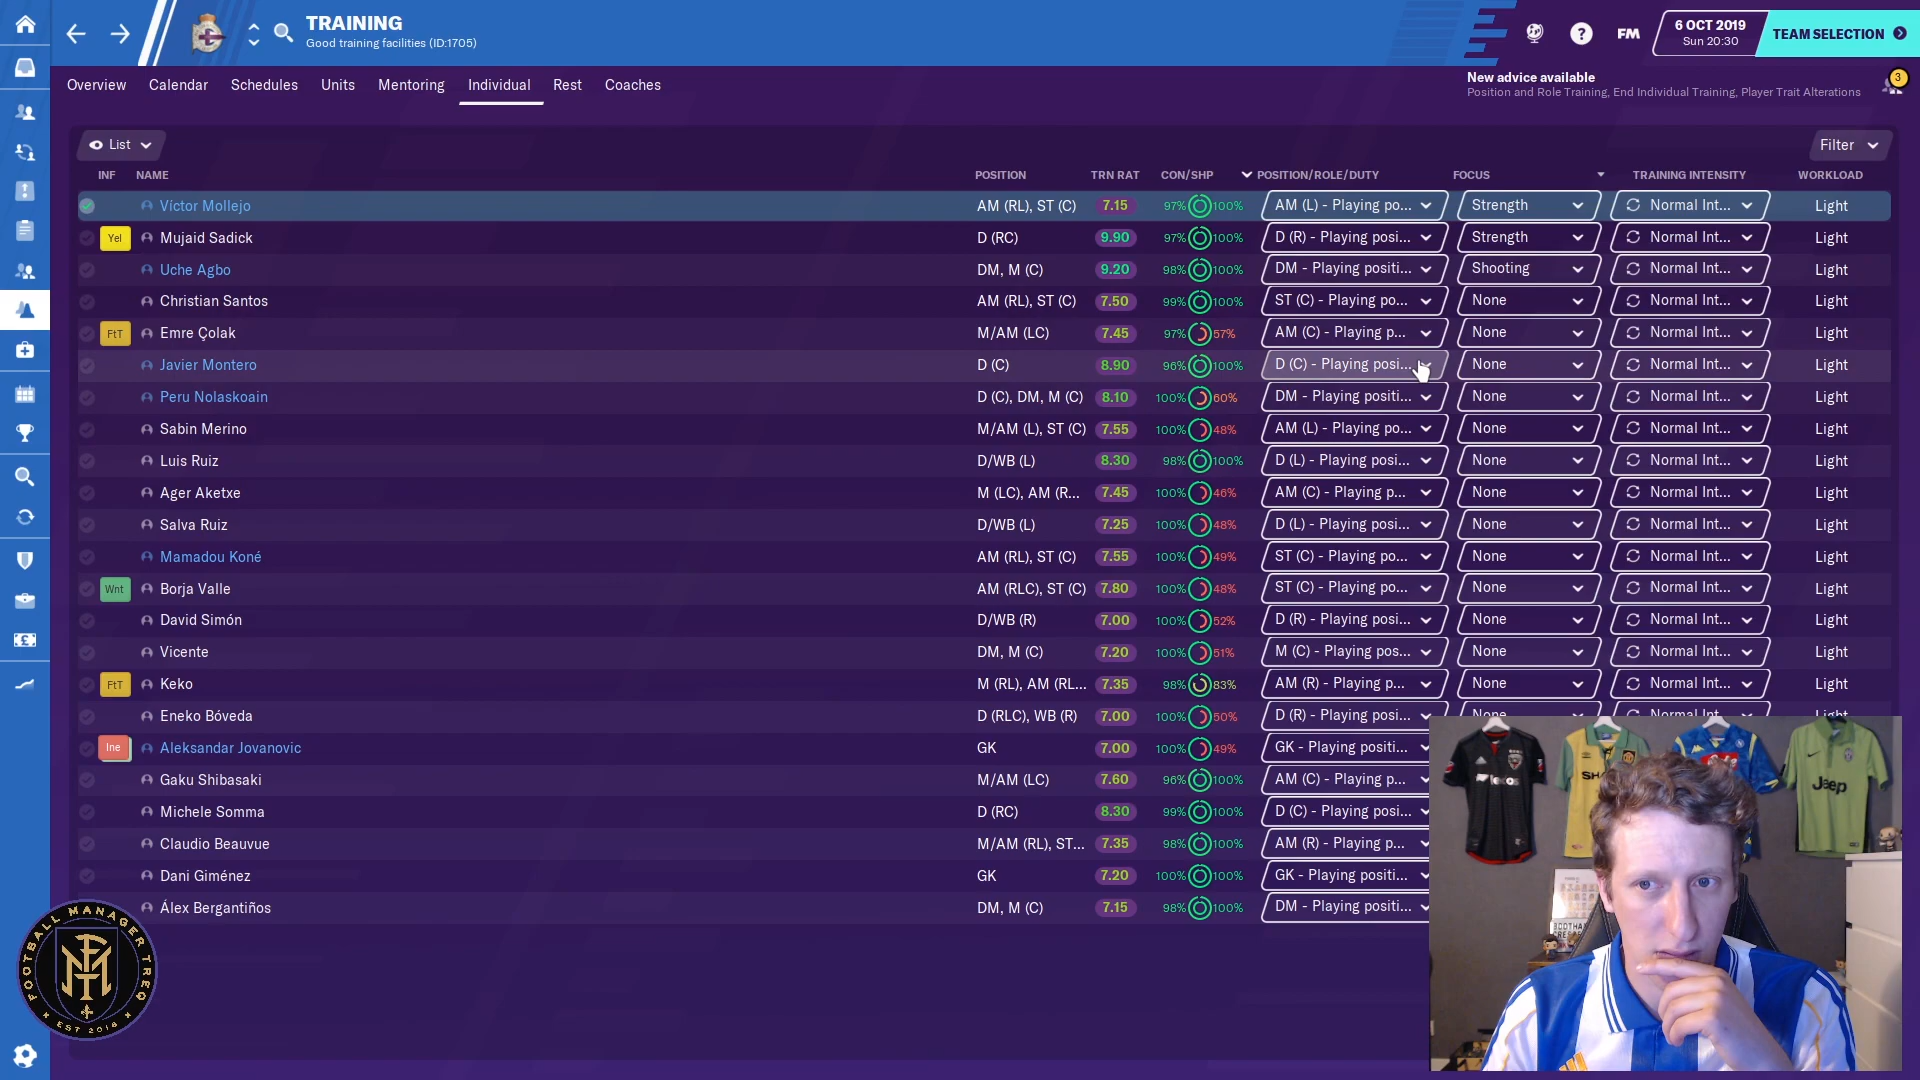 TRAINING
Good training facilities (ID:1705)
6 OCT 2019
Sun 20:30
TEAM SELECTION
FM
?
Overview Calendar Schedules Units Mentoring Individual Rest Coaches
New advice available
Position and Role Training, End Individual Training, Player Trait Alterations
3
List
Filter
INF NAME POSITION TRN RAT CON/SHP POSITION/ROLE/DUTY FOCUS TRAINING INTENSITY WORKLOAD
Víctor Mollejo AM (RL), ST (C) 7.15 97% 100% AM (L) - Playing po... Strength Normal Int... Light
Yel Mujaid Sadick D (RC) 9.90 97% 100% D (R) - Playing posi... Strength Normal Int... Light
Uche Agbo DM, M (C) 9.20 98% 100% DM - Playing positi... Shooting Normal Int... Light
Christian Santos AM (RL), ST (C) 7.50 99% 100% ST (C) - Playing po... None Normal Int... Light
FtT Emre Çolak M/AM (LC) 7.45 97% 57% AM (C) - Playing p... None Normal Int... Light
Javier Montero D (C) 8.90 96% 100% D (C) - Playing posi... None Normal Int... Light
Peru Nolaskoain D (C), DM, M (C) 8.10 100% 60% DM - Playing positi... None Normal Int... Light
Sabin Merino M/AM (L), ST (C) 7.55 100% 48% AM (L) - Playing po... None Normal Int... Light
Luis Ruiz D/WB (L) 8.30 98% 100% D (L) - Playing posi... None Normal Int... Light
Ager Aketxe M (LC), AM (R... 7.45 100% 46% AM (C) - Playing p... None Normal Int... Light
Salva Ruiz D/WB (L) 7.25 100% 48% D (L) - Playing posi... None Normal Int... Light
Mamadou Koné AM (RL), ST (C) 7.55 100% 49% ST (C) - Playing po... None Normal Int... Light
Wnt Borja Valle AM (RLC), ST (C) 7.80 100% 48% ST (C) - Playing po... None Normal Int... Light
David Simón D/WB (R) 7.00 100% 52% D (R) - Playing posi... None Normal Int... Light
Vicente DM, M (C) 7.20 100% 51% M (C) - Playing pos... None Normal Int... Light
FtT Keko M (RL), AM (RL... 7.35 98% 83% AM (R) - Playing p... None Normal Int... Light
Eneko Bóveda D (RLC), WB (R) 7.00 100% 50% D (R) - Playing posi... None Normal Int... Light
Ine Aleksandar Jovanovic GK 7.00 100% 49% GK - Playing positi...
Gaku Shibasaki M/AM (LC) 7.60 96% 100% AM (C) - Playing p...
Michele Somma D (RC) 8.30 99% 100% D (C) - Playing posi...
Claudio Beauvue M/AM (RL), ST... 7.35 98% 100% AM (R) - Playing p...
Dani Giménez GK 7.20 100% 100% GK - Playing positi...
Álex Bergantiños DM, M (C) 7.15 98% 100% DM - Playing positi...
FOOTBALL MANAGER TREQ
EST 2018
Jeep